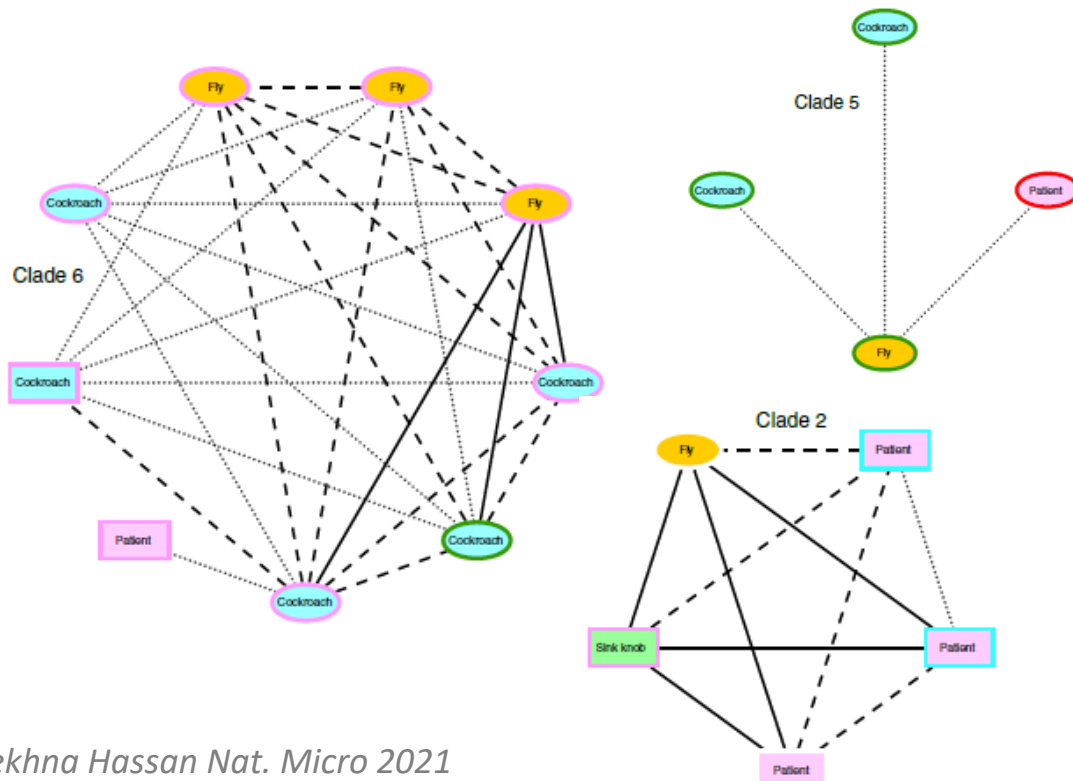 Cockroach
Clade 5
Cockroach
Patient
Fly
Fly
Fly
Cockroach
Fly
Clade 6
Cockroach
Cockroach
Patient
Cockroach
Cockroach
Clade 2
Fly
Patient
Sink knob
Patient
Patient
Hassan Nat. Micro 2021